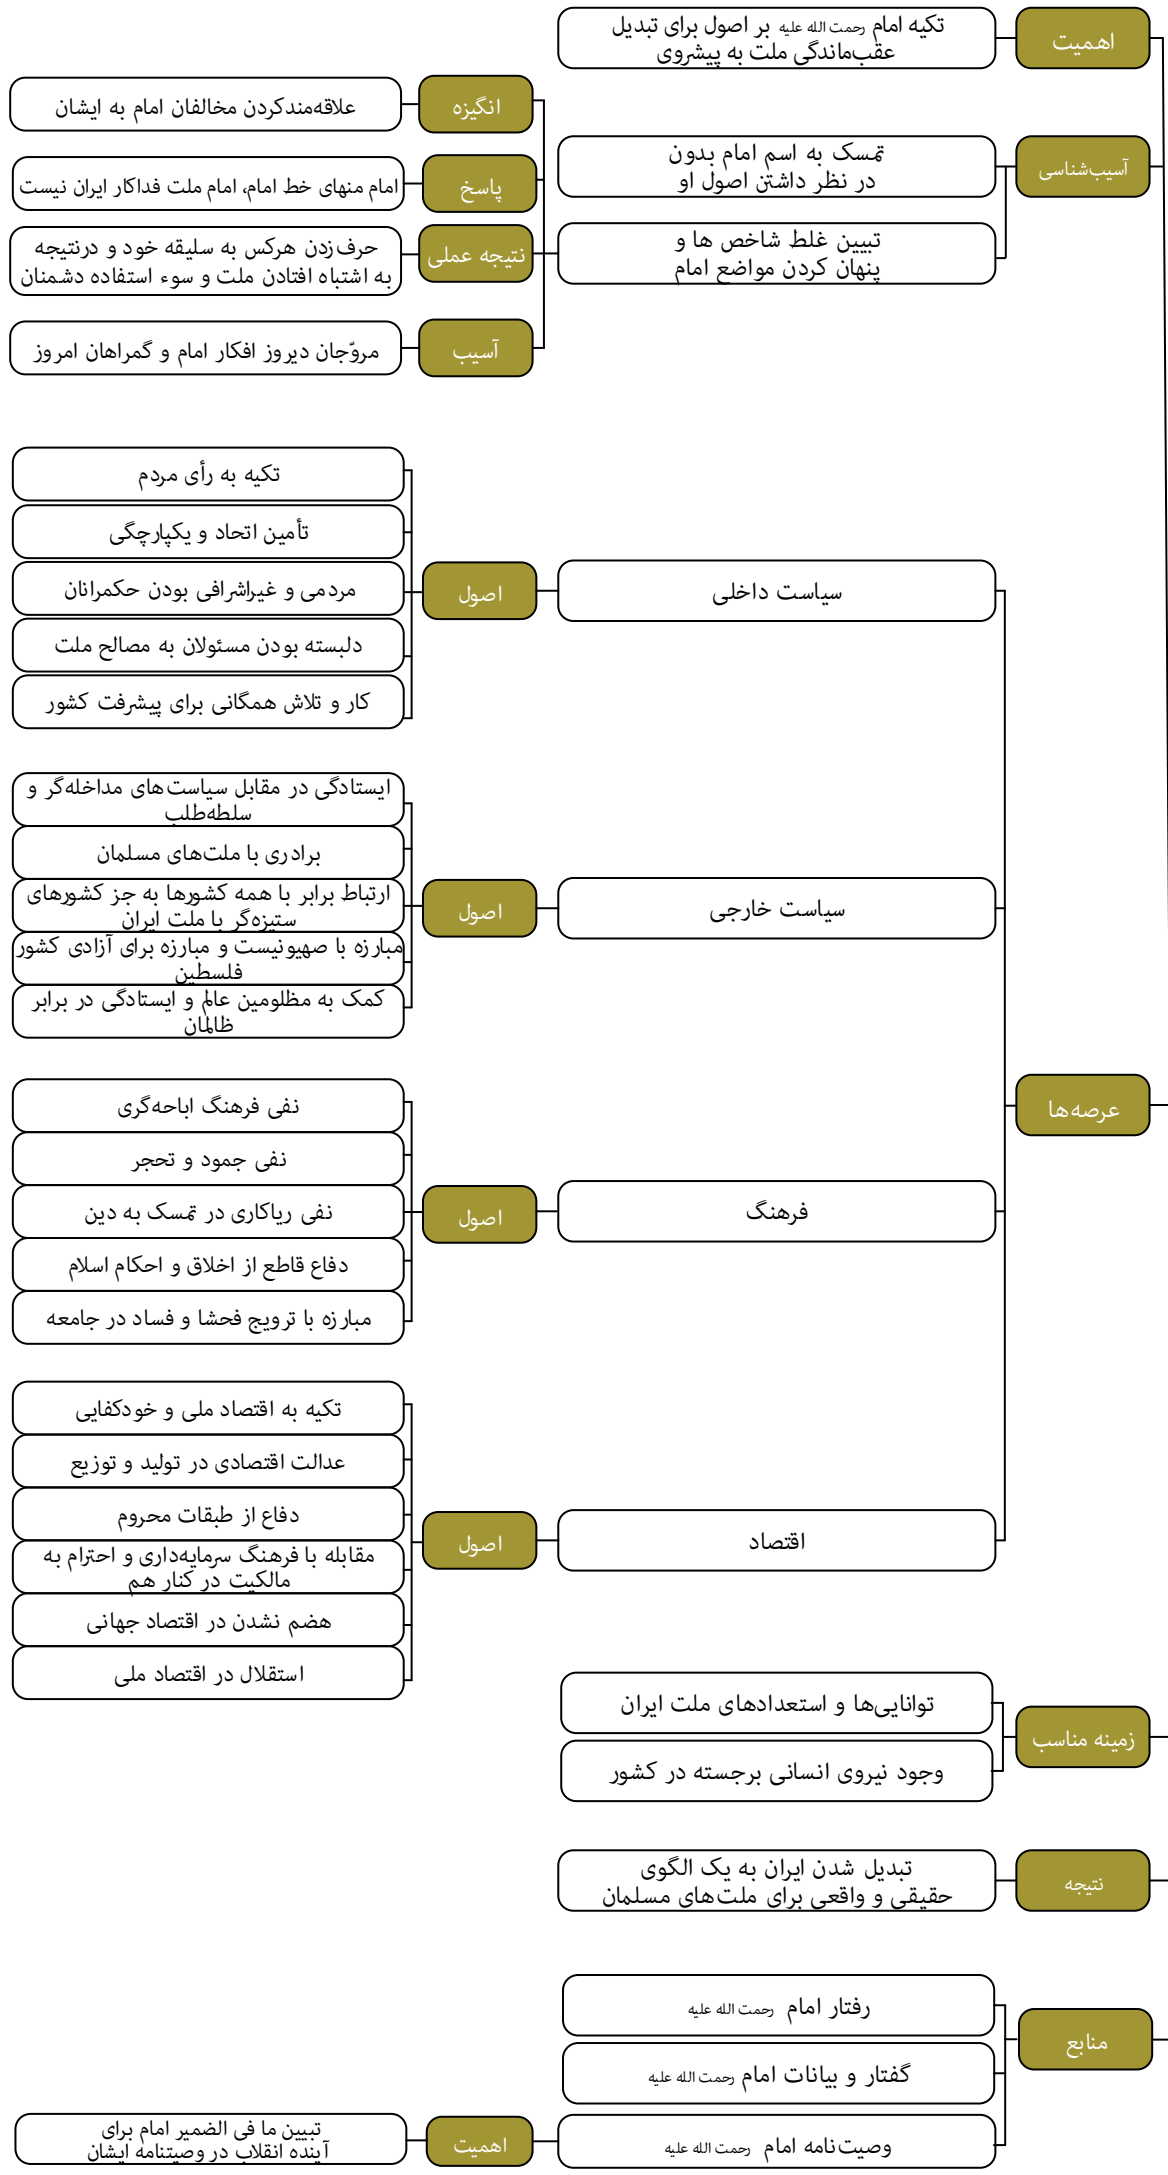 اهمیت
تکیه امام رحمت الله علیه بر اصول برای تبدیل
عقب‌ماندگی ملت به پیشروی
آسیب‌شناسی
تمسک به اسم امام بدون
در نظر داشتن اصول او
تبیین غلط شاخص ها و
پنهان کردن مواضع امام
انگیزه
علاقه‌مندکردن مخالفان امام به ایشان
پاسخ
امام منهای خط امام، امام ملت فداکار ایران نیست
نتیجه عملی
حرف‌زدن هرکس به سلیقه خود و درنتیجه
به اشتباه افتادن ملت و سوء استفاده دشمنان
آسیب
مروّجان دیروز افکار امام و گمراهان امروز
عرصه‌ها
سیاست داخلی
اصول
تکیه به رأی مردم
تأمین اتحاد و یکپارچگی
مردمی و غیراشرافی بودن حکمرانان
دلبسته بودن مسئولان به مصالح ملت
کار و تلاش همگانی برای پیشرفت کشور
سیاست خارجی
اصول
ایستادگی در مقابل سیاست‌های مداخله‌گر و
سلطه‌طلب
برادری با ملت‌های مسلمان
ارتباط برابر با همه کشورها به جز کشورهای
ستیزه‌گر با ملت ایران
مبارزه با صهیونیست و مبارزه برای آزادی کشور
فلسطین
کمک به مظلومین عالم و ایستادگی در برابر
ظالمان
فرهنگ
اصول
نفی فرهنگ اباحه‌گری
نفی جمود و تحجر
نفی ریاکاری در تمسک به دین
دفاع قاطع از اخلاق و احکام اسلام
مبارزه با ترویج فحشا و فساد در جامعه
اقتصاد
اصول
تکیه به اقتصاد ملی و خودکفایی
عدالت اقتصادی در تولید و توزیع
دفاع از طبقات محروم
مقابله با فرهنگ سرمایه‌داری و احترام به
مالکیت در کنار هم
هضم نشدن در اقتصاد جهانی
استقلال در اقتصاد ملی
زمینه مناسب
توانایی‌ها و استعدادهای ملت ایران
وجود نیروی انسانی برجسته در کشور
نتیجه
تبدیل شدن ایران به یک الگوی
حقیقی و واقعی برای ملت‌های مسلمان
منابع
رفتار امام رحمت الله علیه
گفتار و بیانات امام رحمت الله علیه
وصیت‌نامه امام رحمت الله علیه
اهمیت
تبیین ما فی الضمیر امام برای
آینده انقلاب در وصیتنامه ایشان